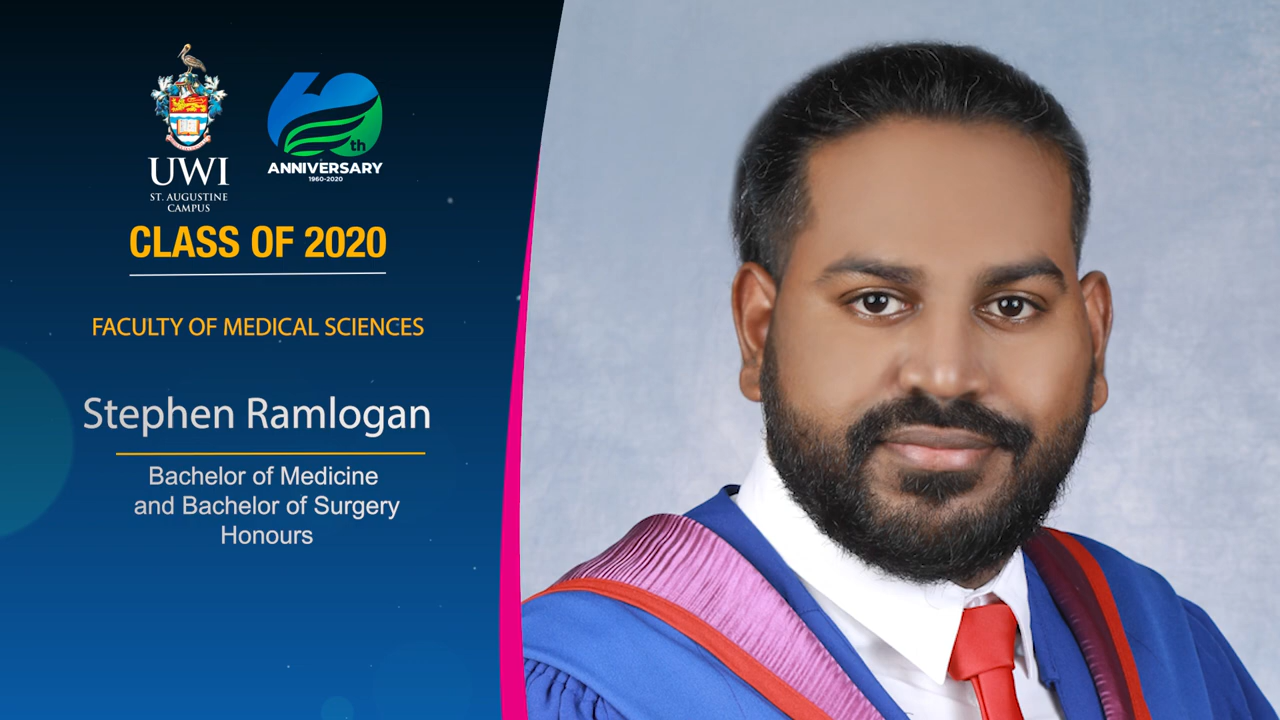 60th
ANNIVERSARY
1960-2020
UWI
ST. AUGUSTINE
CAMPUS
CLASS OF 2020
FACULTY OF MEDICAL SCIENCES
Stephen Ramlogan
Bachelor of Medicine
and Bachelor of Surgery
Honours